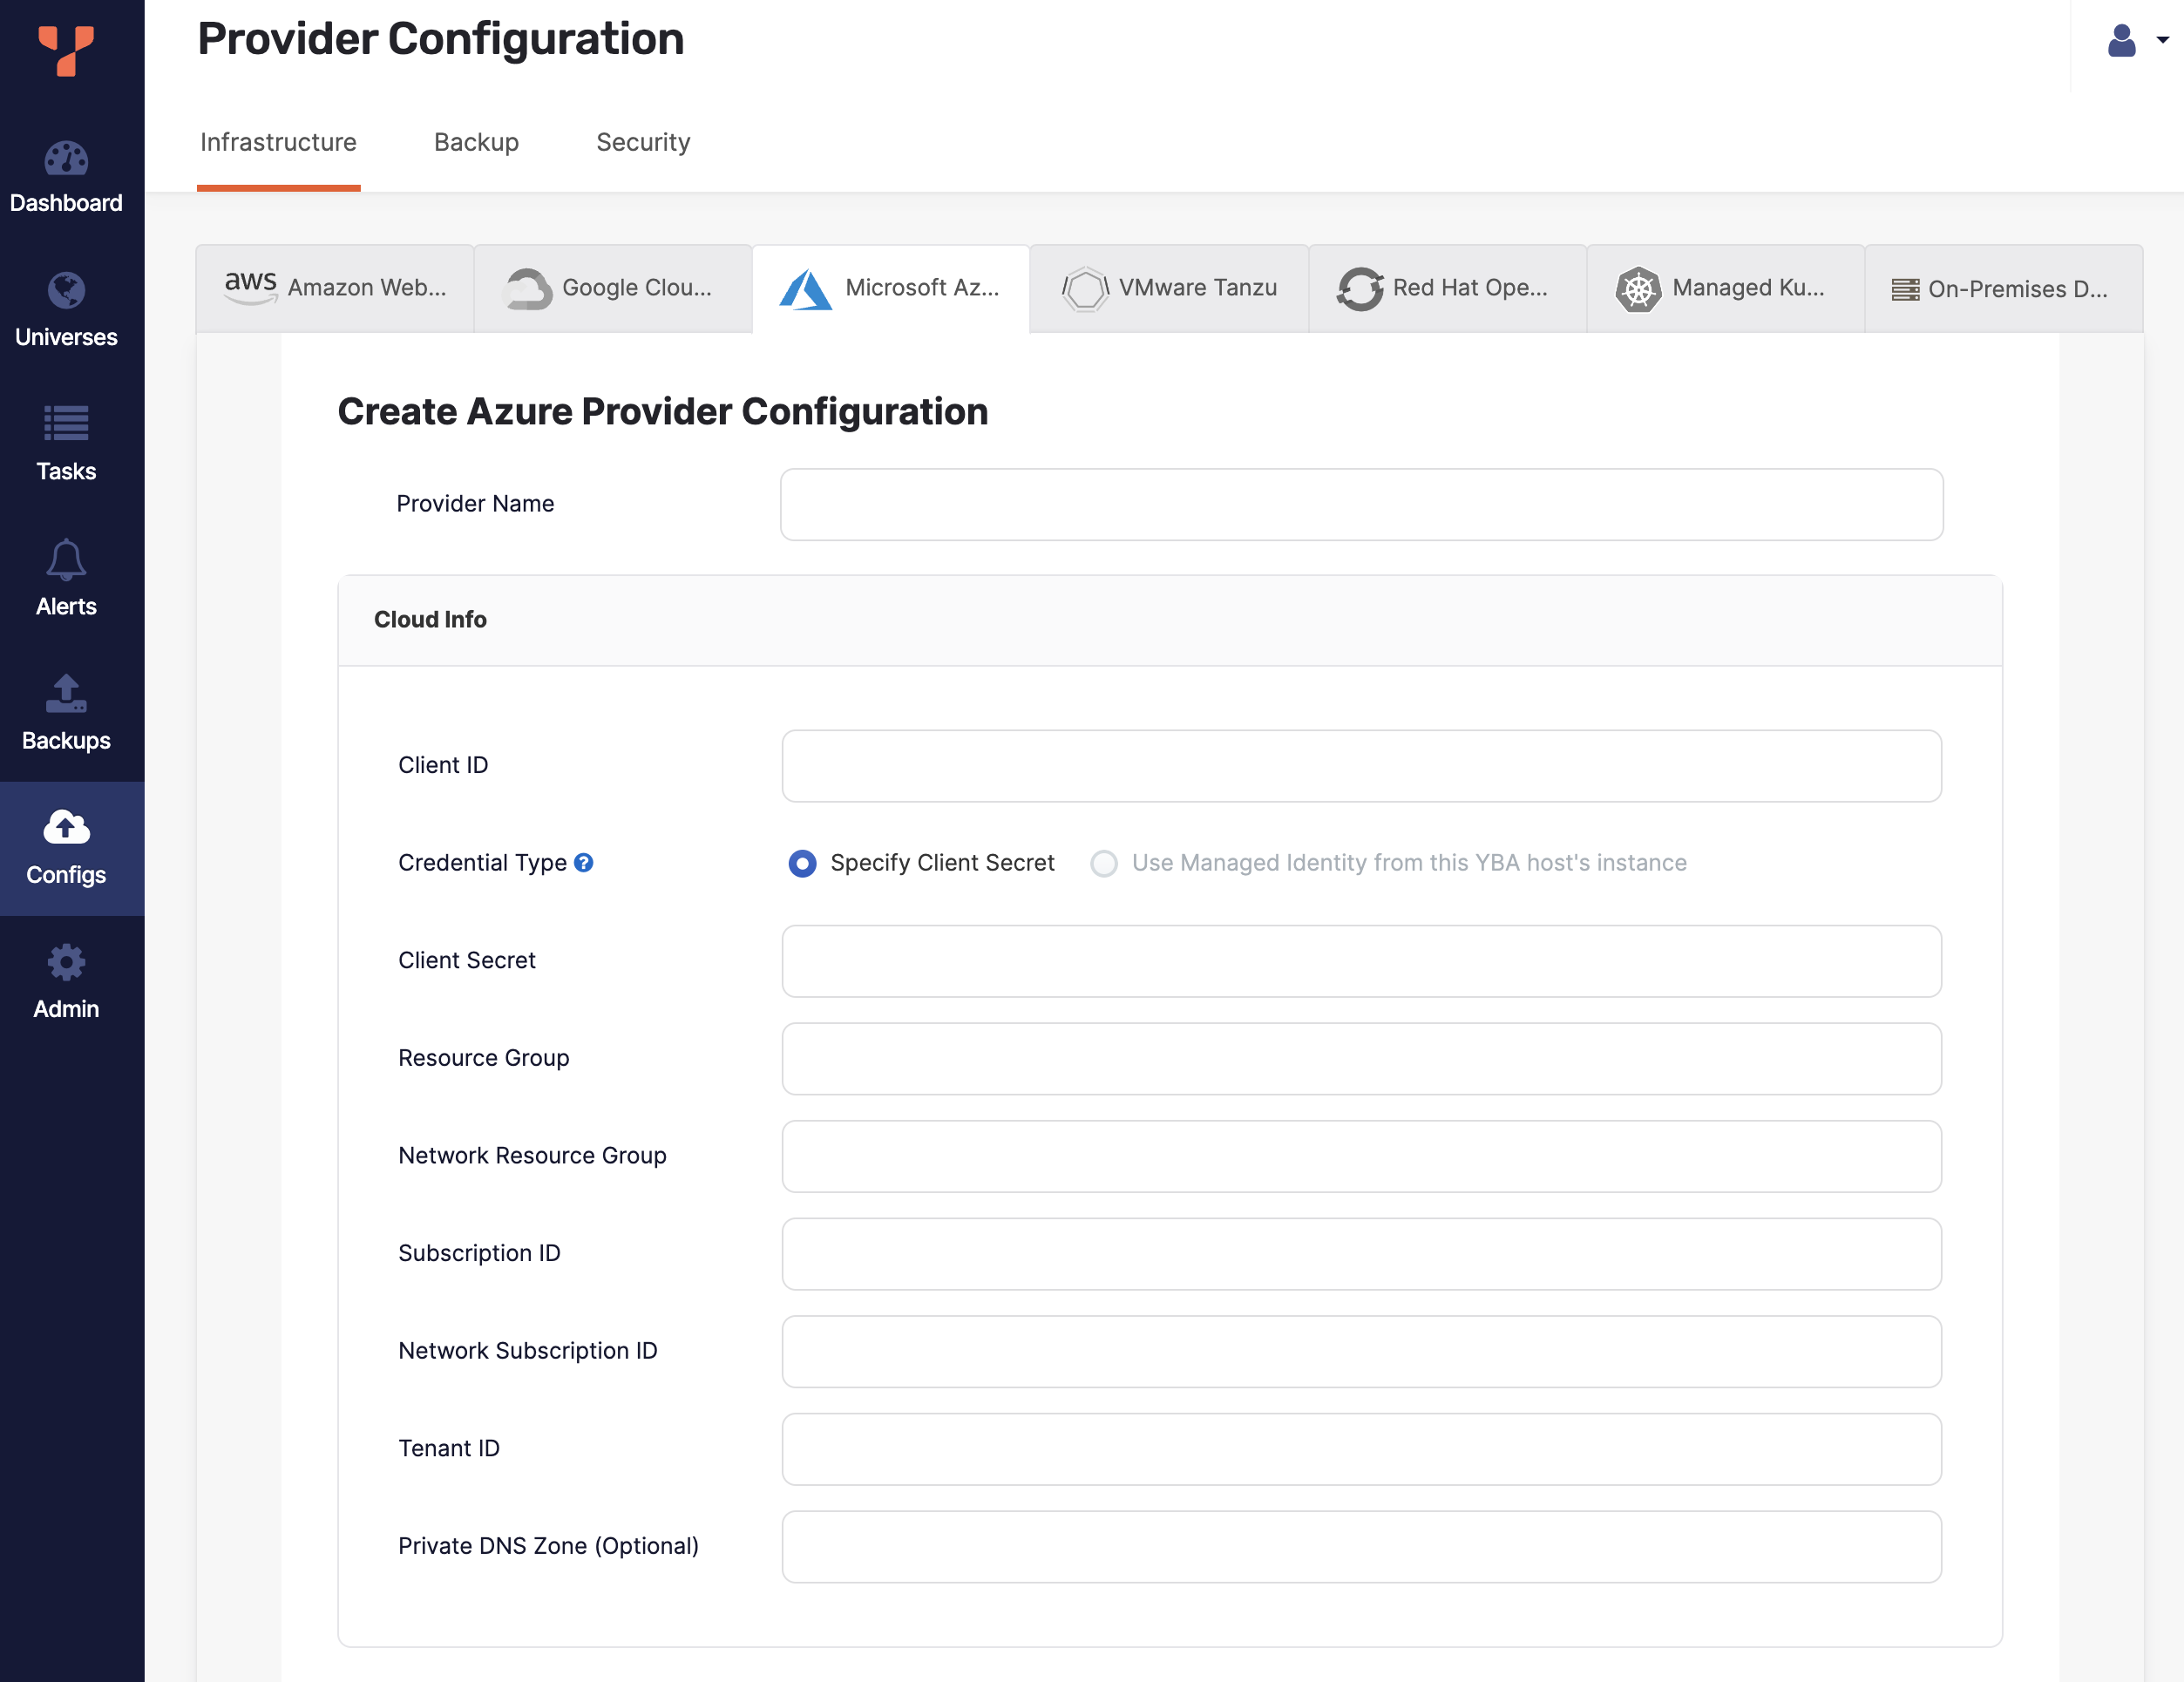 Provider Configuration
Infrastructure Backup Security
Dashboard
Universes
Tasks
Alerts
Backups
Configs
Admin
aws Amazon Web... Google Clou... Microsoft Az... VMware Tanzu Red Hat Ope... Managed Ku... On-Premises D...
Create Azure Provider Configuration
Provider Name
Cloud Info
Client ID
Credential Type ? Specify Client Secret Use Managed Identity from this YBA host's instance
Client Secret
Resource Group
Network Resource Group
Subscription ID
Network Subscription ID
Tenant ID
Private DNS Zone (Optional)